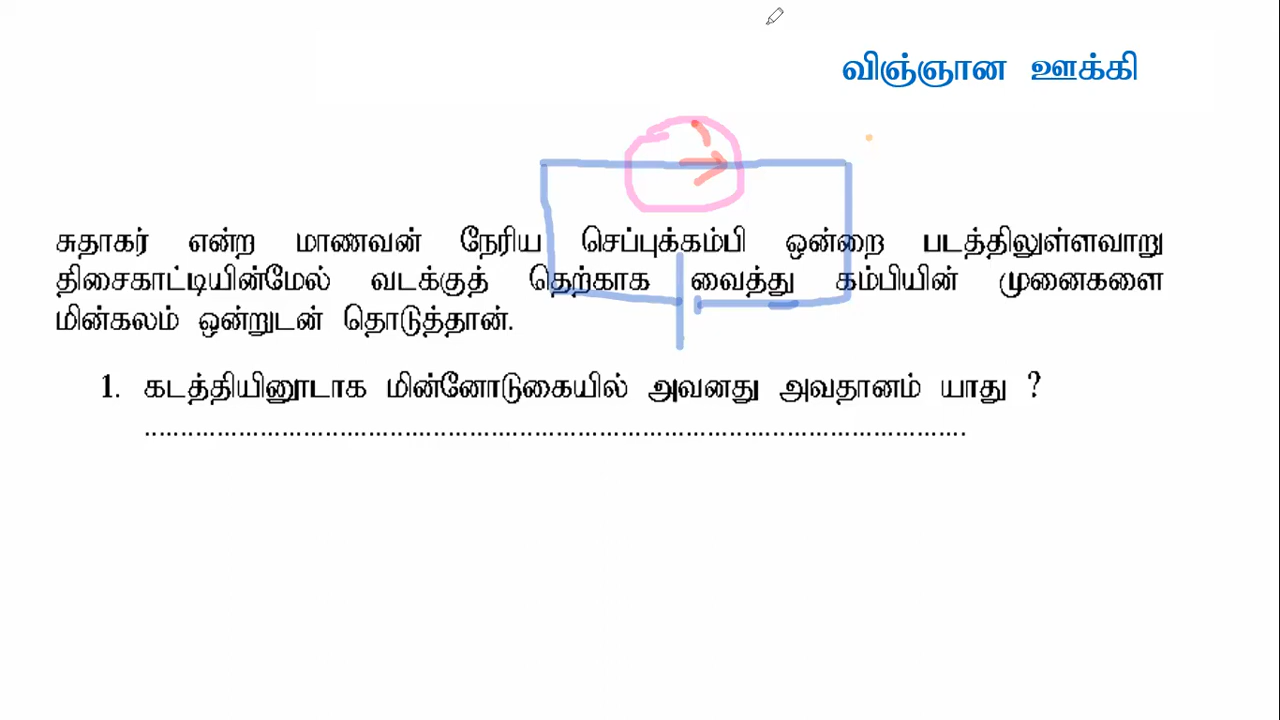 விஞ்ஞான ஊக்கி
சுதாகர் என்ற மாணவன் நேரிய செப்புக்கம்பி ஒன்றை படத்திலுள்ளவாறு
திசைகாட்டியின்மேல் வடக்குத் தெற்காக வைத்து கம்பியின் முனைகளை
மின்கலம் ஒன்றுடன் தொடுத்தான்.
1. கடத்தியினூடாக மின்னோடுகையில் அவனது அவதானம் யாது ?